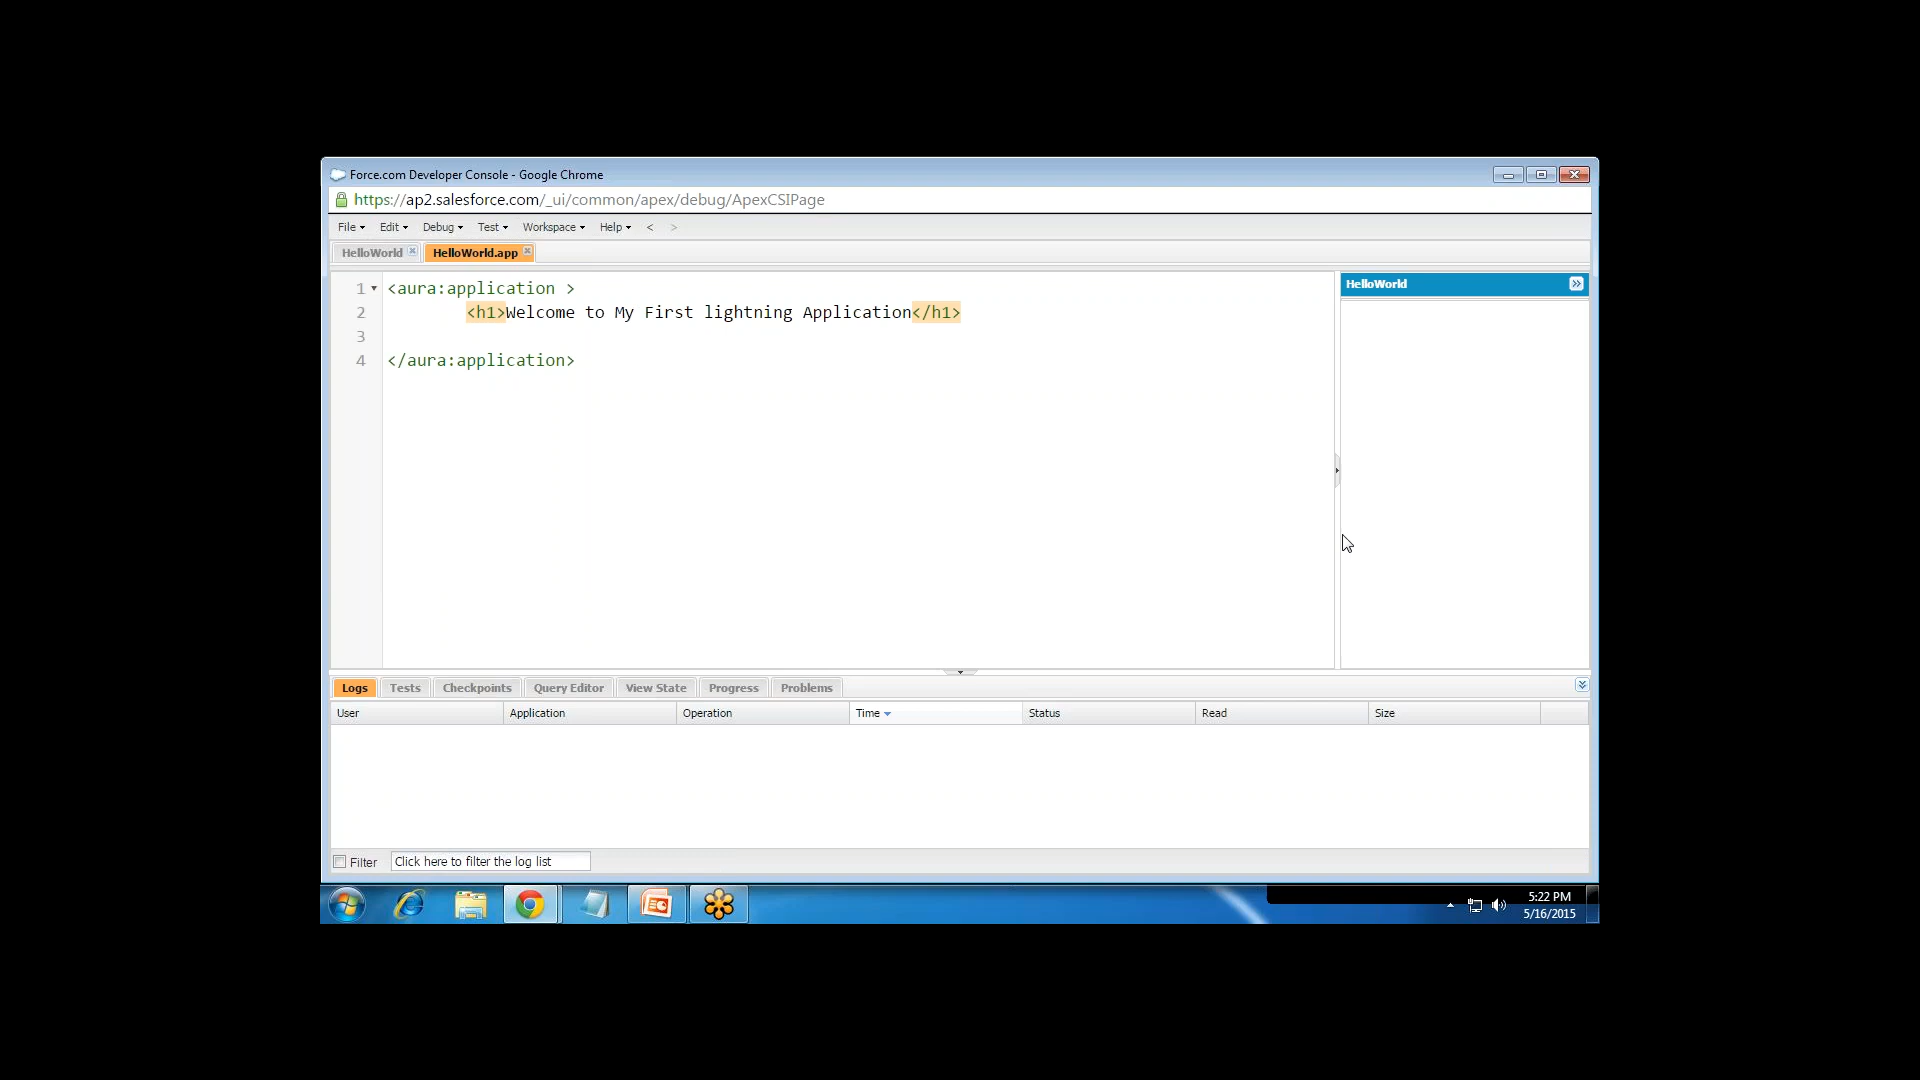 Force.com Developer Console - Google Chrome
https://ap2.salesforce.com/_ui/common/apex/debug/ApexCSIPage
File Edit Debug Test Workspace Help < >
HelloWorld HelloWorld.app
1 <aura:application >
2 <h1>Welcome to My First lightning Application</h1>
3
4 </aura:application>
HelloWorld
Logs Tests Checkpoints Query Editor View State Progress Problems
User Application Operation Time Status Read Size
Filter Click here to filter the log list
5:22 PM
5/16/2015